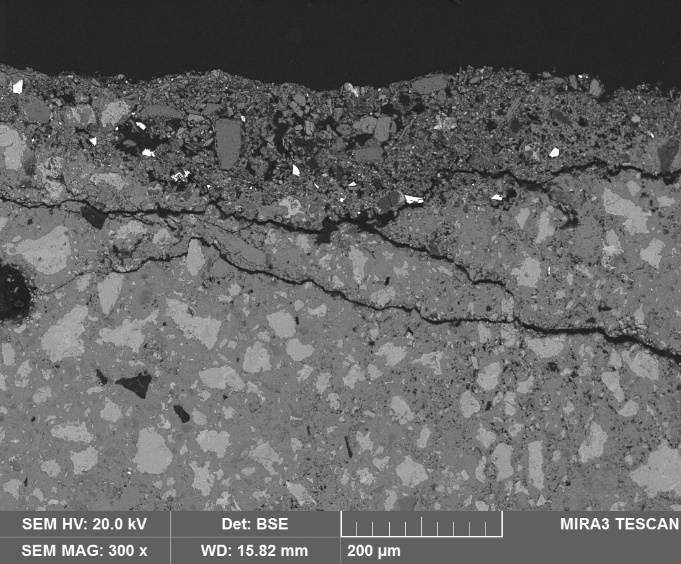 SEM HV: 20.0 kV Det: BSE MIRA3 TESCAN
SEM MAG: 300 x WD: 15.82 mm 200 µm